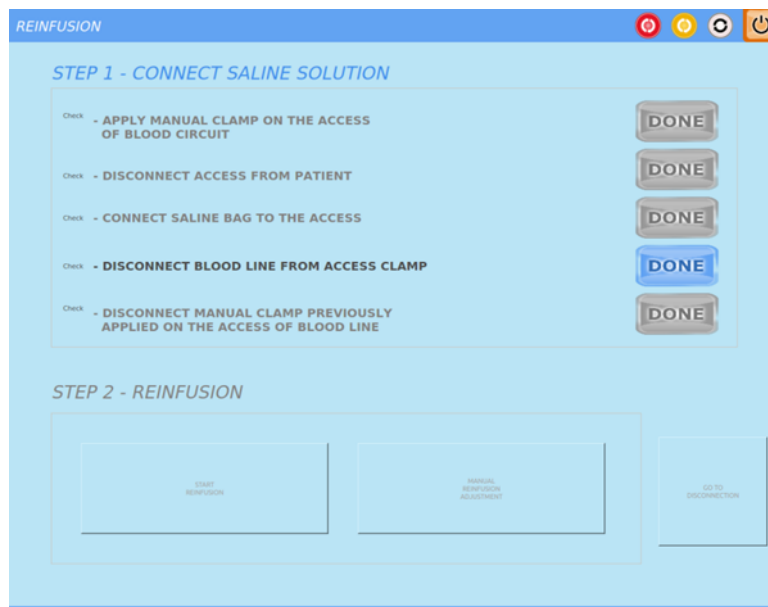 REINFUSION
STEP 1 - CONNECT SALINE SOLUTION
Check - APPLY MANUAL CLAMP ON THE ACCESS
OF BLOOD CIRCUIT
DONE
Check - DISCONNECT ACCESS FROM PATIENT
DONE
Check - CONNECT SALINE BAG TO THE ACCESS
DONE
Check - DISCONNECT BLOOD LINE FROM ACCESS CLAMP
DONE
Check - DISCONNECT MANUAL CLAMP PREVIOUSLY
APPLIED ON THE ACCESS OF BLOOD LINE
DONE
STEP 2 - REINFUSION
START
REINFUSION
MANUAL
REINFUSION
ADJUSTMENT
GO TO
DISCONNECTION